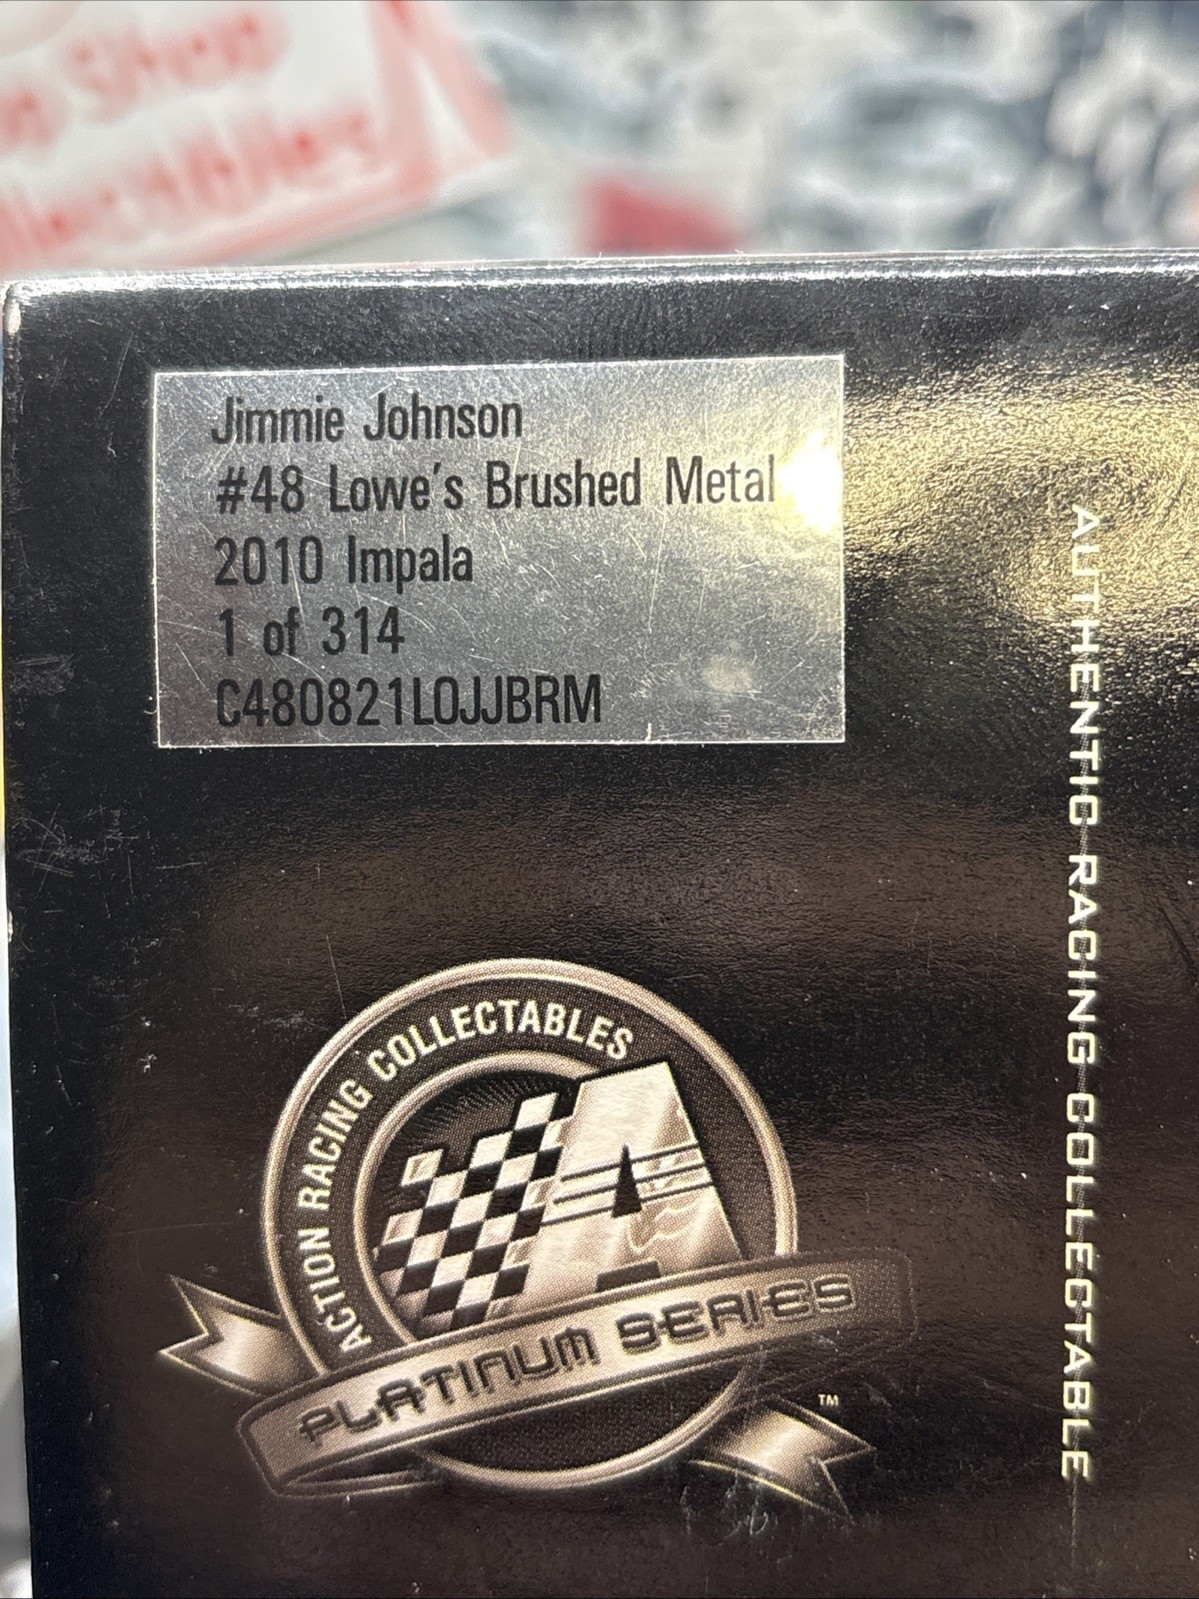 Jimmie Johnson
#48 Lowe's Brushed Metal
2010 Impala
1 of 314
C480821LOJJBRM
AUTHENTIC RACING COLLECTABLE
ACTION RACING COLLECTABLES
A
PLATINUM SERIES
TM